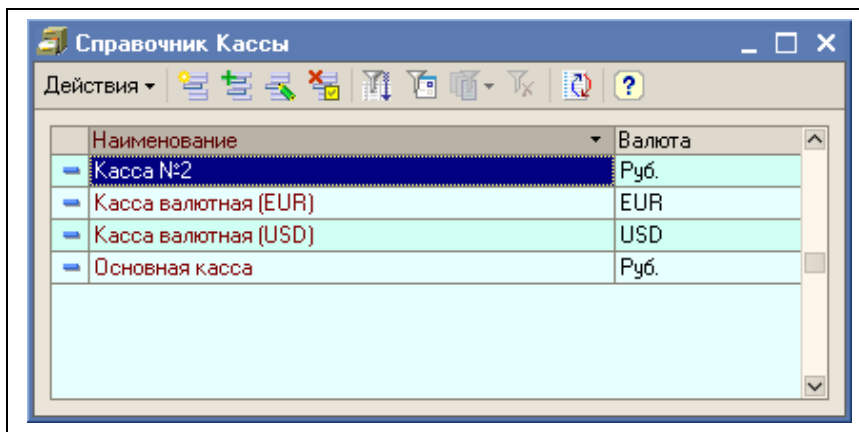 Справочник Кассы
Действия
Наименование Валюта
Касса №2 Руб.
Касса валютная (EUR) EUR
Касса валютная (USD) USD
Основная касса Руб.